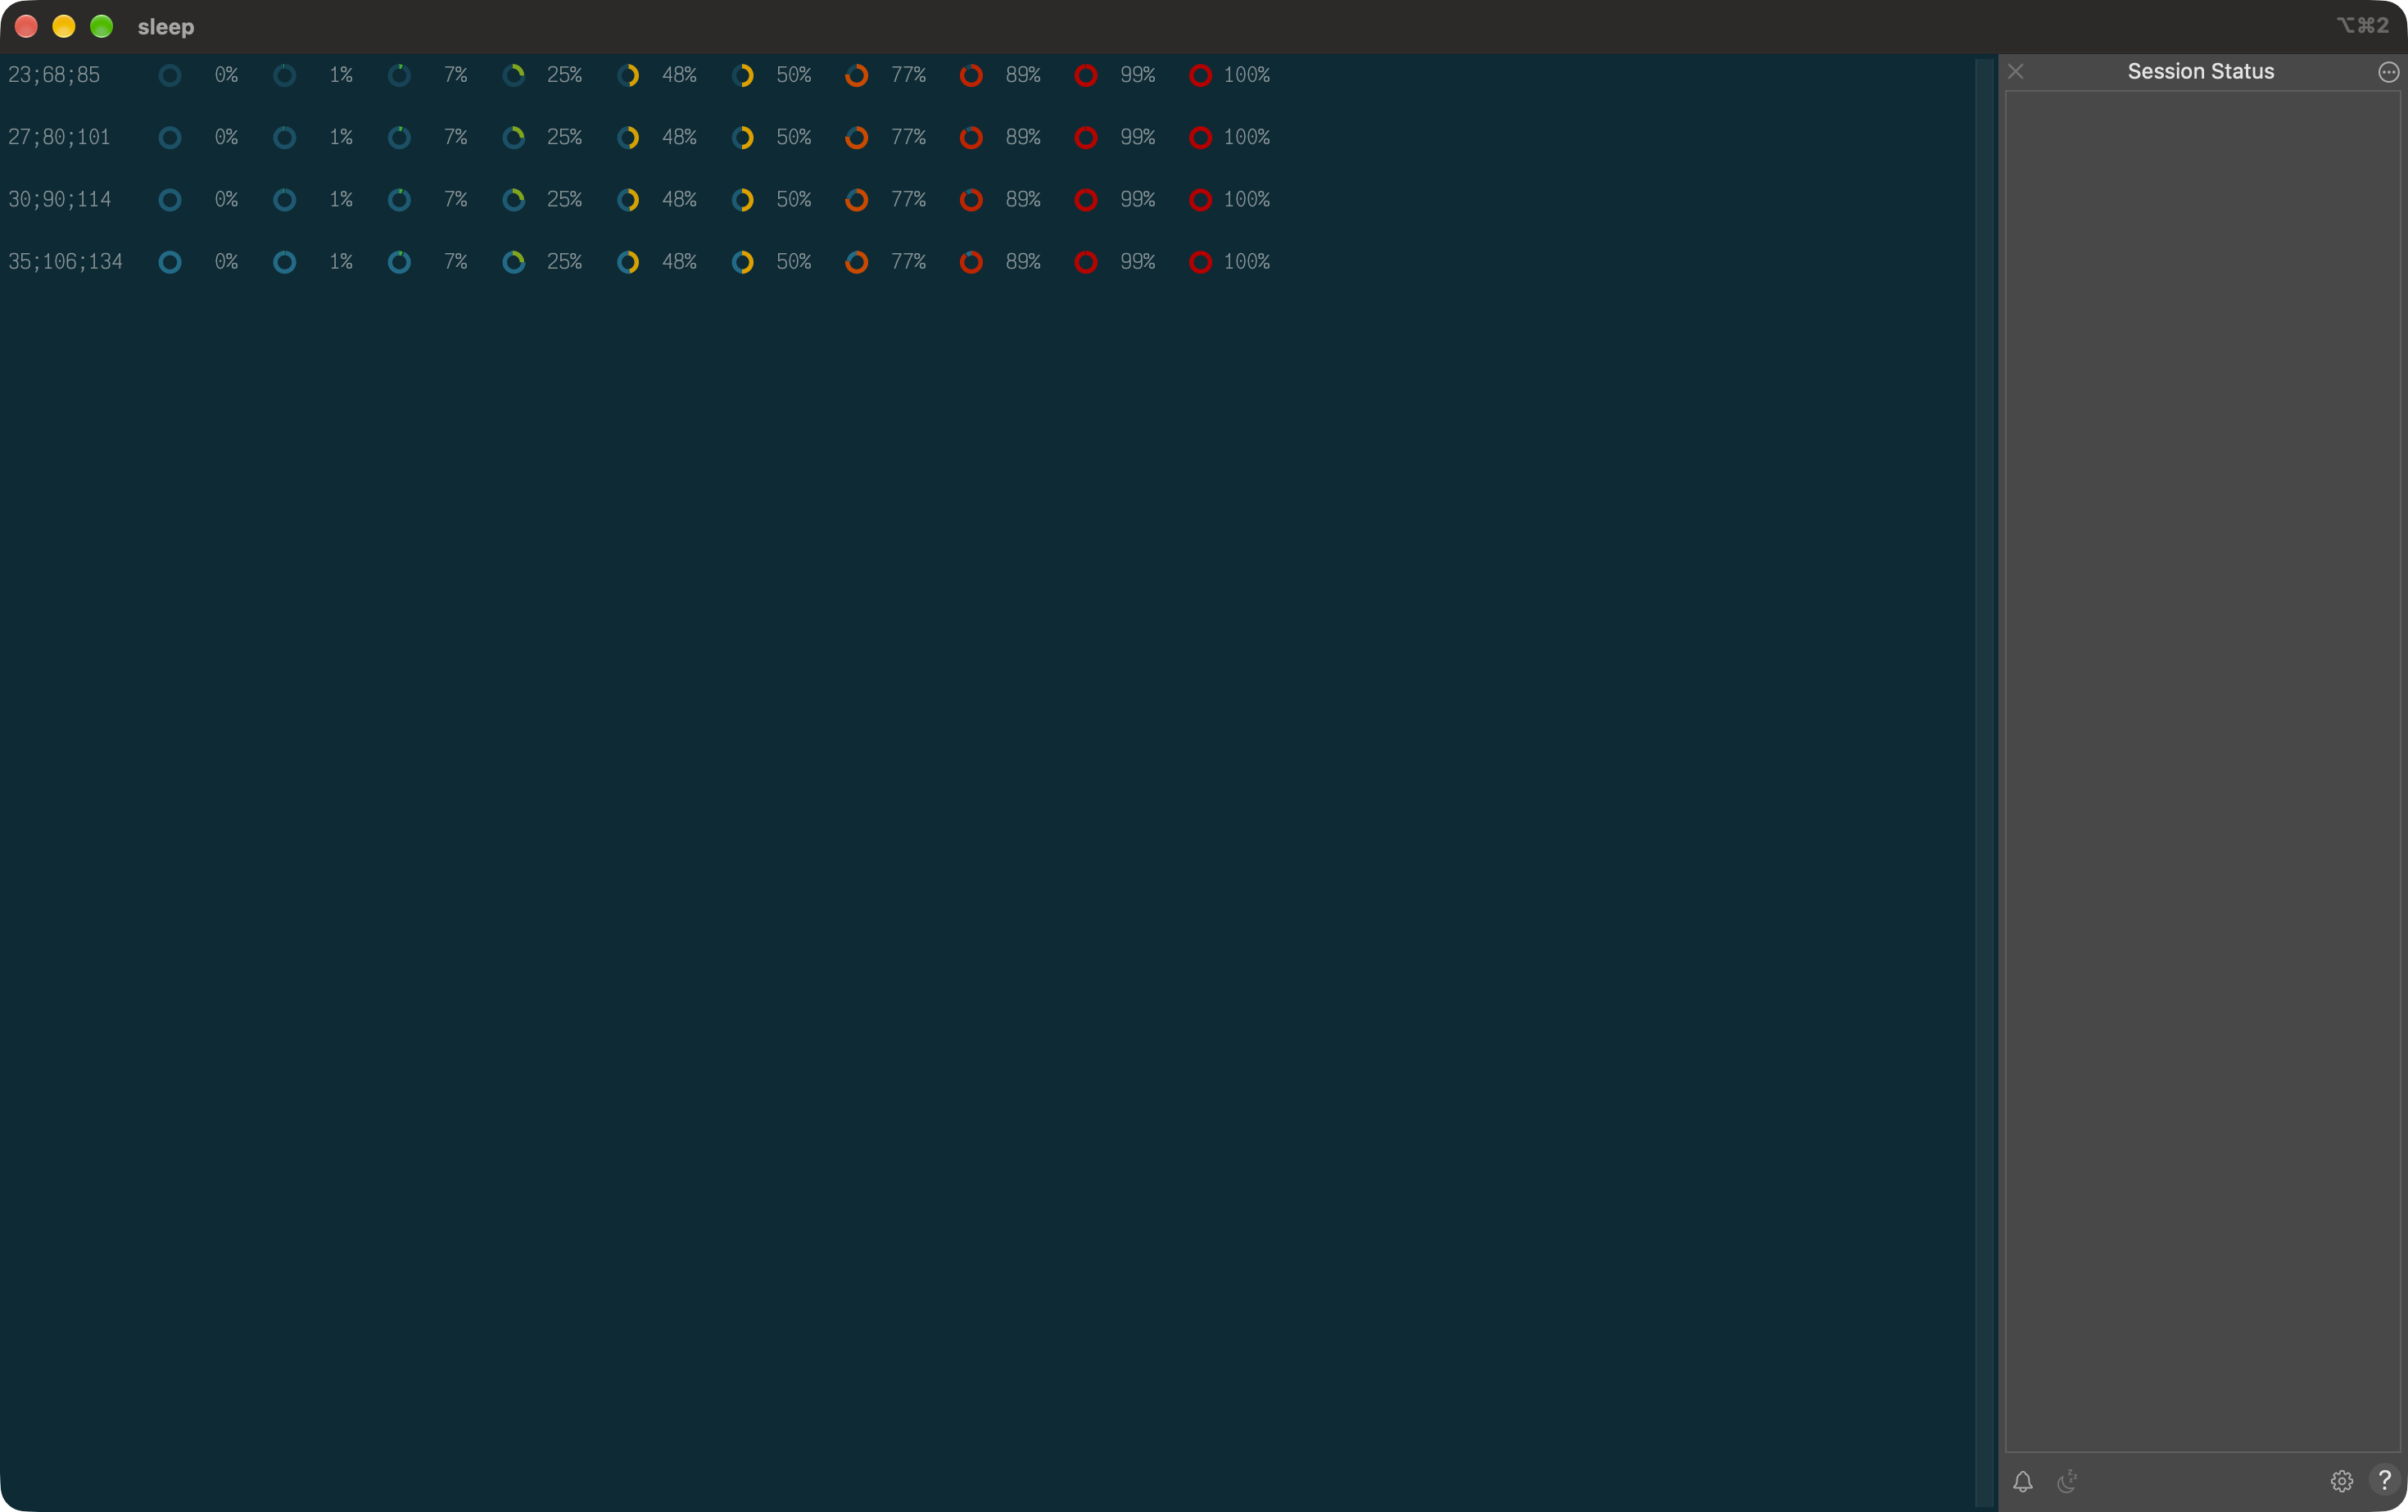 sleep ⌥⌘2
Session Status
23;68;85 0% 1% 7% 25% 48% 50% 77% 89% 99% 100%
27;80;101 0% 1% 7% 25% 48% 50% 77% 89% 99% 100%
30;90;114 0% 1% 7% 25% 48% 50% 77% 89% 99% 100%
35;106;134 0% 1% 7% 25% 48% 50% 77% 89% 99% 100%
?